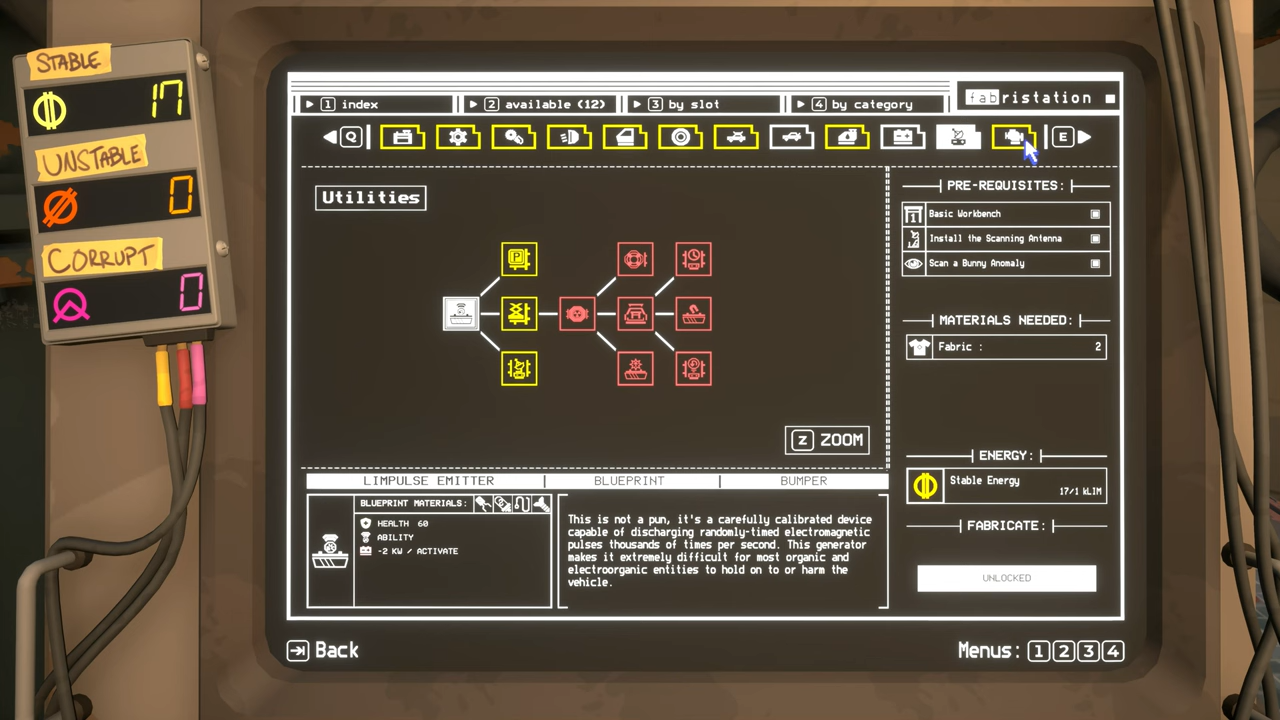 STABLE
17
UNSTABLE
0
CORRUPT
0
1 index
2 available (12)
3 by slot
4 by category
fabristation
Q
E
Utilities
P
Z ZOOM
PRE-REQUISITES:
Basic Workbench
Install the Scanning Antenna
Scan a Bunny Anomaly
MATERIALS NEEDED:
Fabric : 2
ENERGY:
Stable Energy
17/1 kLIM
FABRICATE:
UNLOCKED
LIMPULSE EMITTER
BLUEPRINT
BUMPER
BLUEPRINT MATERIALS:
HEALTH 60
ABILITY
-2 KW / ACTIVATE
This is not a pun, it's a carefully calibrated device
capable of discharging randomly-timed electromagnetic
pulses thousands of times per second. This generator
makes it extremely difficult for most organic and
electroorganic entities to hold on to or harm the
vehicle.
Back
Menus: 1 2 3 4